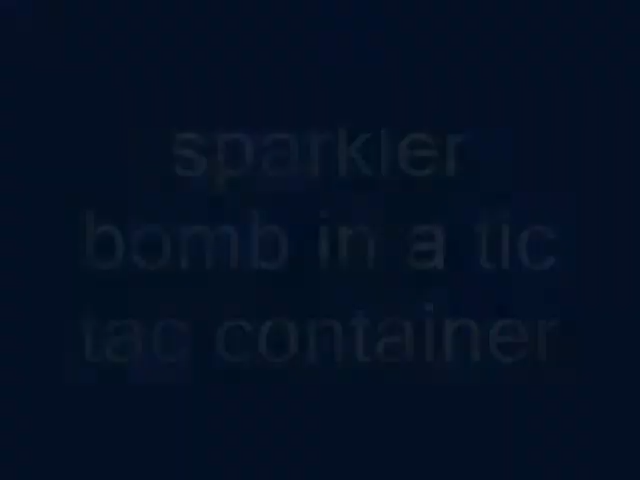 sparkler
bomb in a tic
tac container